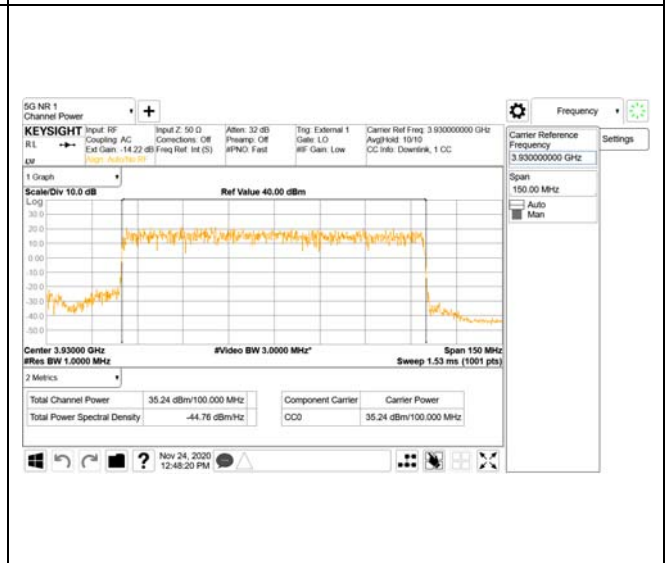 5G NR 1
Channel Power
+
Frequency
KEYSIGHT Input: RF Input Z: 50 Ω Atten: 32 dB Trig: External 1 Carrier Ref Freq: 3.930000000 GHz
RL Coupling: AC Corrections: Off Preamp: Off Gate: LO Avg|Hold: 10/10
Ext Gain: -14.22 dB Freq Ref: Int (S) #PNO: Fast #IF Gain: Low CC Info: Downlink, 1 CC
Align: Auto/No RF
Carrier Reference
Frequency
3.930000000 GHz
Settings
Span
150.00 MHz
Auto
Man
1 Graph
Scale/Div 10.0 dB Ref Value 40.00 dBm
Log
30.0
20.0
10.0
0.00
-10.0
-20.0
-30.0
-40.0
-50.0
Center 3.93000 GHz #Video BW 3.0000 MHz* Span 150 MHz
#Res BW 1.0000 MHz Sweep 1.53 ms (1001 pts)
2 Metrics
Total Channel Power 35.24 dBm/100.000 MHz Component Carrier Carrier Power
Total Power Spectral Density -44.76 dBm/Hz CC0 35.24 dBm/100.000 MHz
? Nov 24, 2020
12:48:20 PM